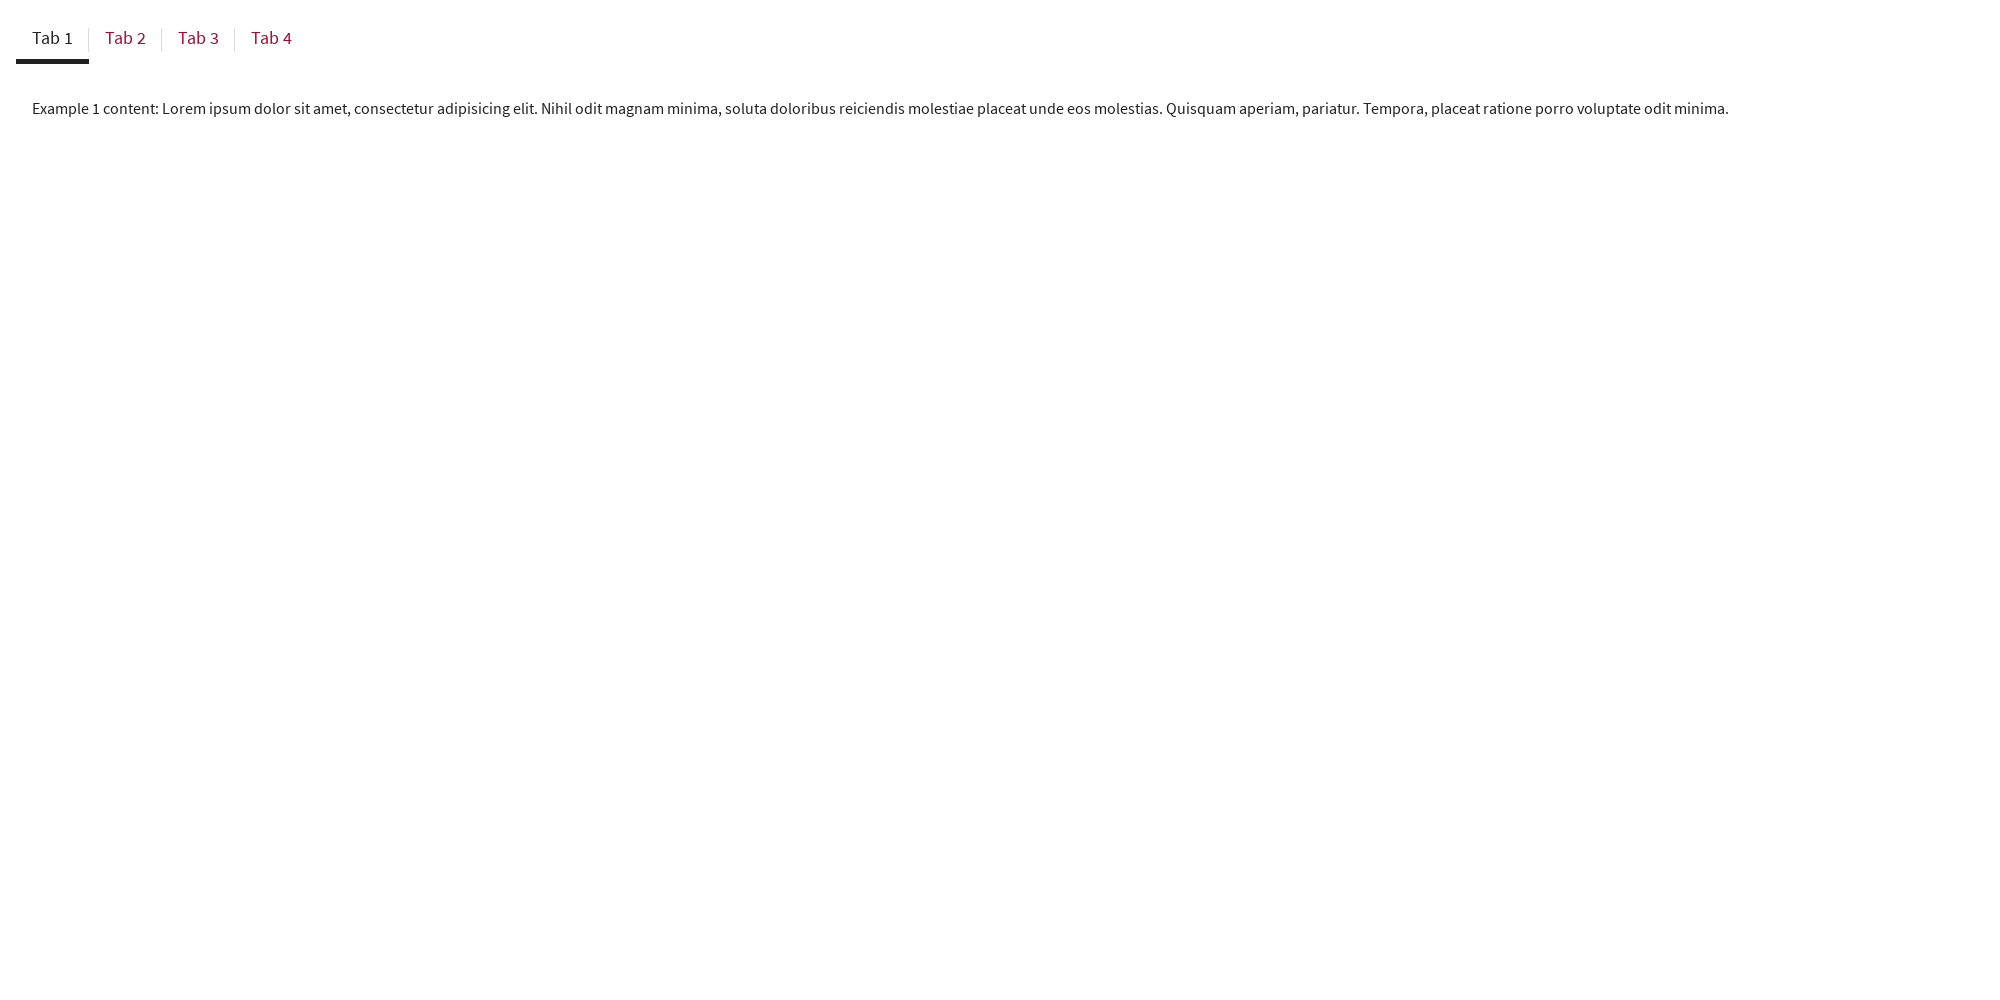 Tab 1 Tab 2 Tab 3 Tab 4
Example 1 content: Lorem ipsum dolor sit amet, consectetur adipisicing elit. Nihil odit magnam minima, soluta doloribus reiciendis molestiae placeat unde eos molestias. Quisquam aperiam, pariatur. Tempora, placeat ratione porro voluptate odit minima.